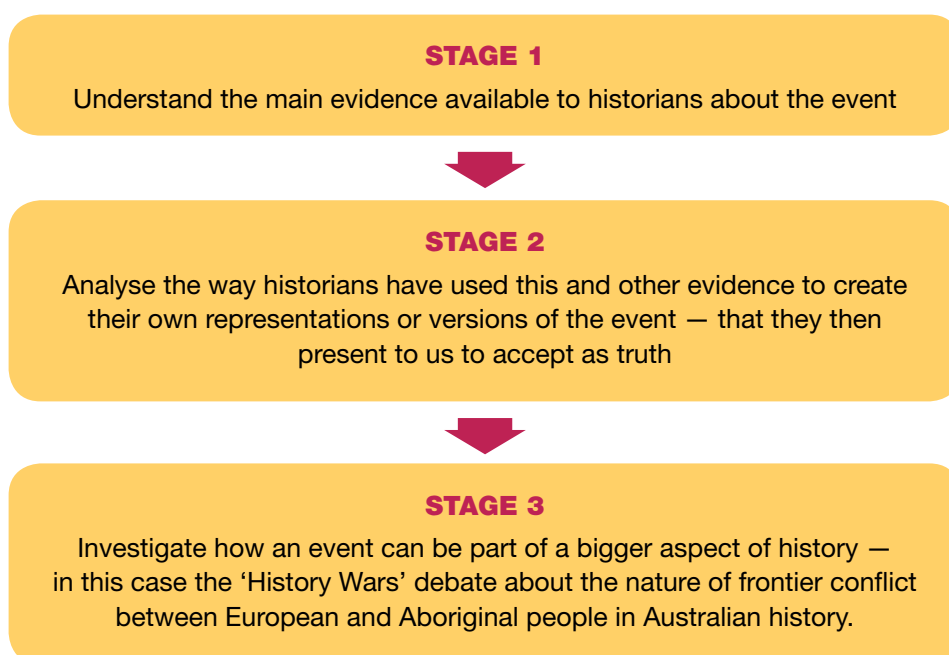 STAGE 1
Understand the main evidence available to historians about the event
STAGE 2
Analyse the way historians have used this and other evidence to create
their own representations or versions of the event — that they then
present to us to accept as truth
STAGE 3
Investigate how an event can be part of a bigger aspect of history —
in this case the ‘History Wars’ debate about the nature of frontier conflict
between European and Aboriginal people in Australian history.